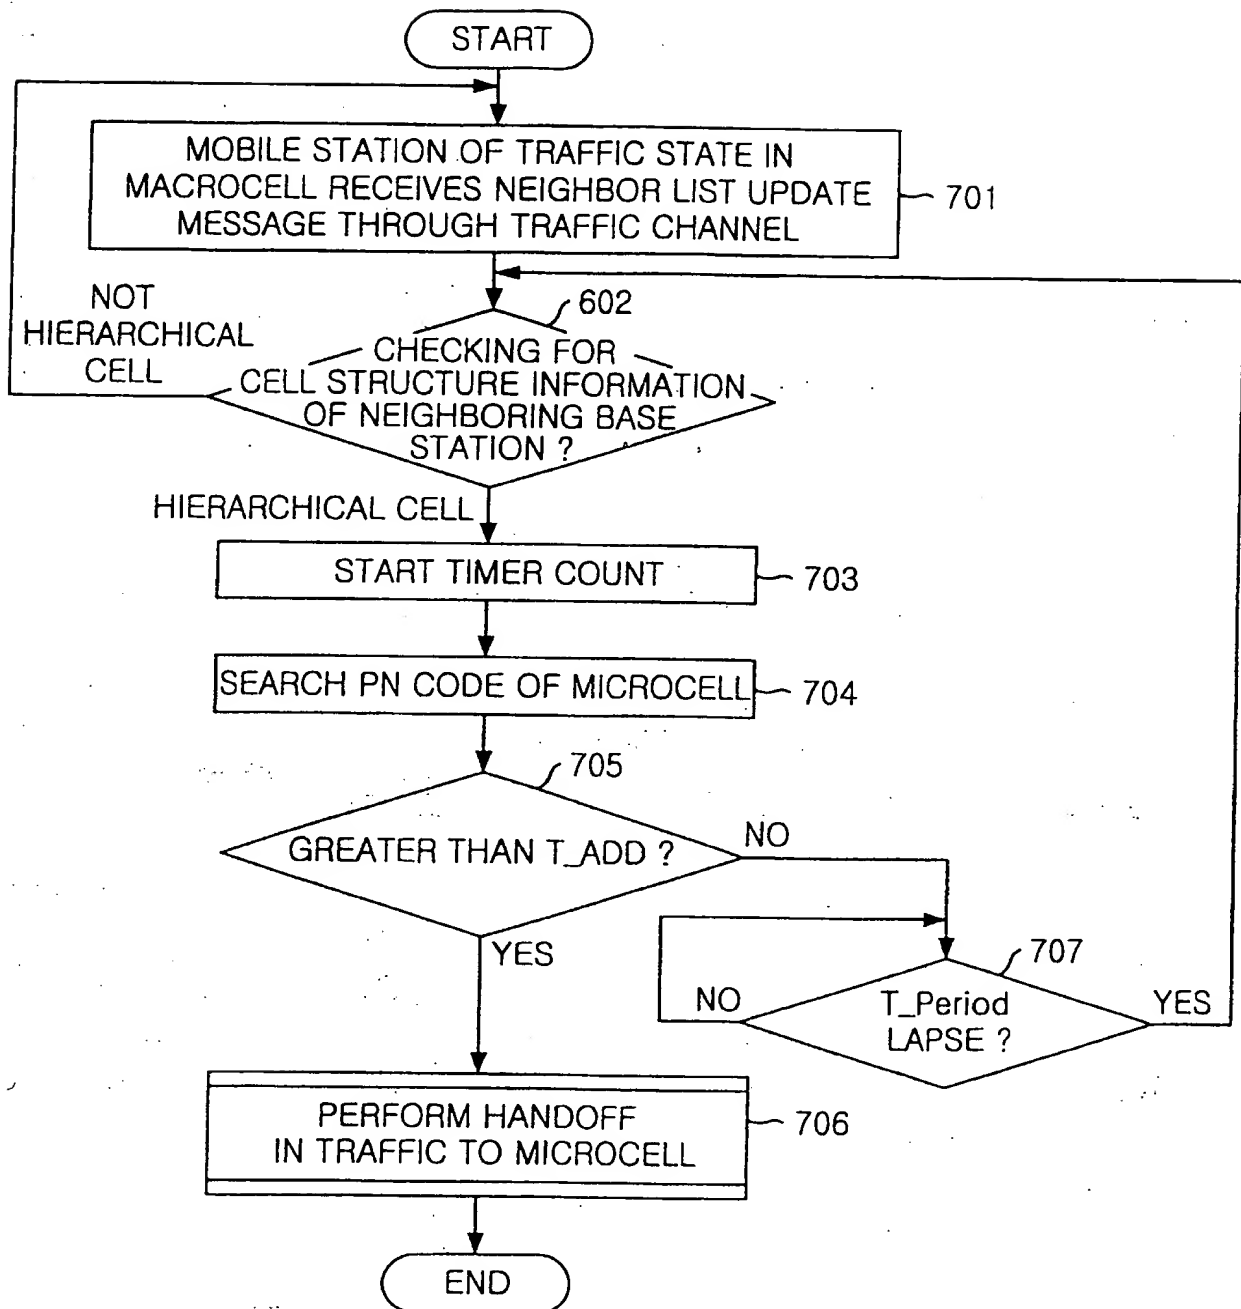 START
MOBILE STATION OF TRAFFIC STATE IN
MACROCELL RECEIVES NEIGHBOR LIST UPDATE
MESSAGE THROUGH TRAFFIC CHANNEL
701
NOT
HIERARCHICAL
CELL
602
CHECKING FOR
CELL STRUCTURE INFORMATION
OF NEIGHBORING BASE
STATION ?
HIERARCHICAL CELL
START TIMER COUNT
703
SEARCH PN CODE OF MICROCELL
704
705
GREATER THAN T_ADD ?
NO
YES
707
NO
T_Period
LAPSE ?
YES
PERFORM HANDOFF
IN TRAFFIC TO MICROCELL
706
END